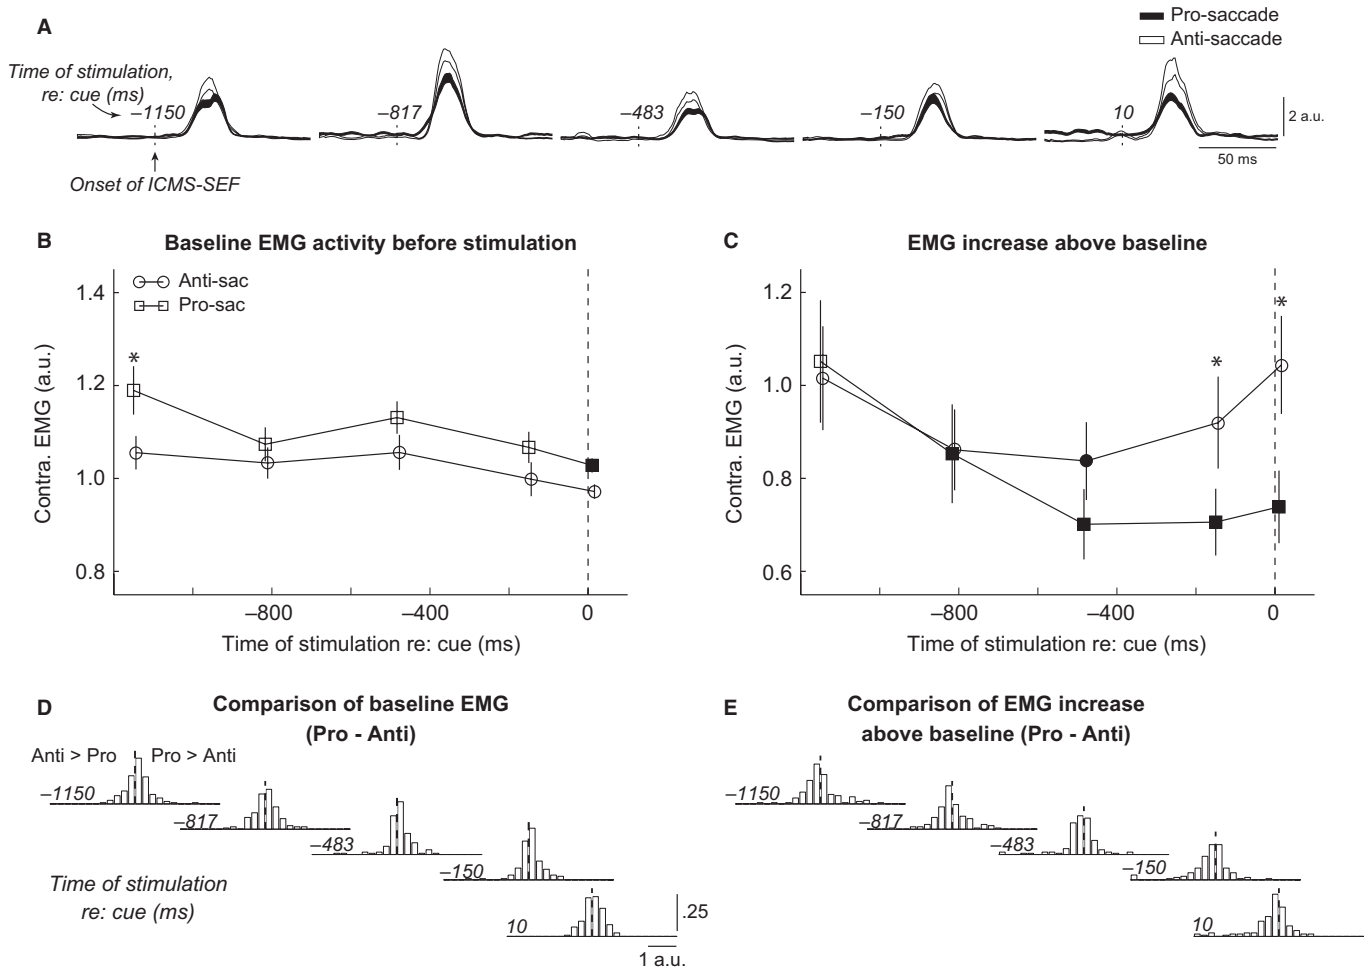 A
Pro-saccade
Anti-saccade
Time of stimulation,
re: cue (ms)
–1150
–817
–483
–150
10
2 a.u.
50 ms
Onset of ICMS-SEF
B
Baseline EMG activity before stimulation
Anti-sac
Pro-sac
*
1.4
1.2
1.0
0.8
Contra. EMG (a.u.)
–800
–400
0
Time of stimulation re: cue (ms)
C
EMG increase above baseline
*
*
1.2
1.0
0.8
0.6
Contra. EMG (a.u.)
–800
–400
0
Time of stimulation re: cue (ms)
D
Comparison of baseline EMG
(Pro - Anti)
Anti > Pro
Pro > Anti
–1150
–817
–483
–150
10
Time of stimulation
re: cue (ms)
.25
1 a.u.
E
Comparison of EMG increase
above baseline (Pro - Anti)
–1150
–817
–483
–150
10